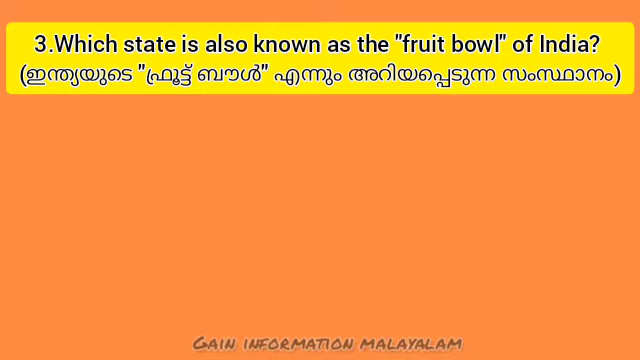 3.Which state is also known as the "fruit bowl" of India?
(ഇന്ത്യയുടെ "ഫ്രൂട്ട് ബൗൾ" എന്നും അറിയപ്പെടുന്ന സംസ്ഥാനം)
Gain information malayalam